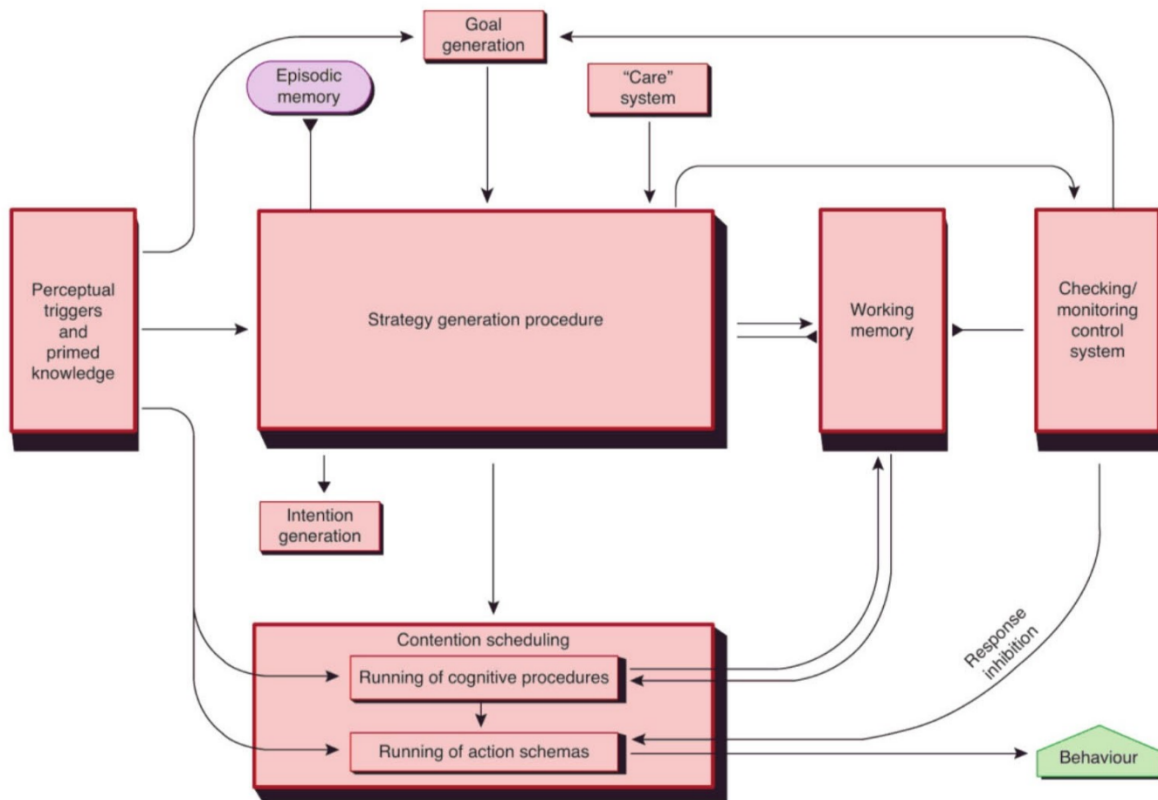 Goal
generation
Episodic
memory
"Care"
system
Perceptual
triggers
and
primed
knowledge
Strategy generation procedure
Working
memory
Checking/
monitoring
control
system
Intention
generation
Contention scheduling
Running of cognitive procedures
Running of action schemas
Response
inhibition
Behaviour